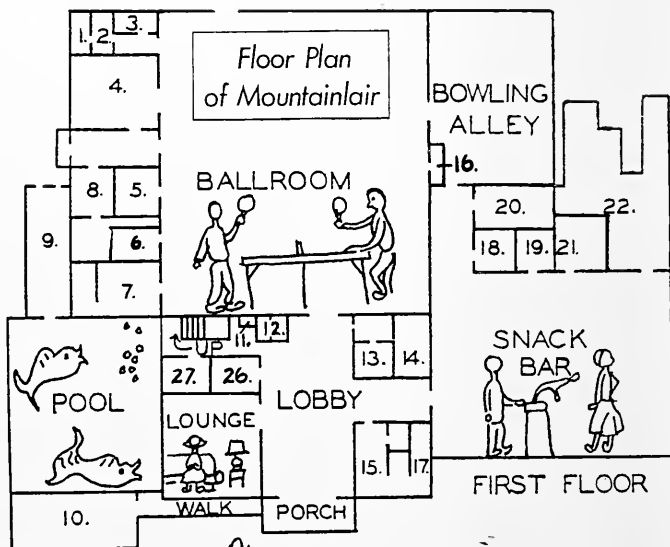 1. 2. 3.
Floor Plan
of Mountainlair
4.
BOWLING
ALLEY
16.
8. 5.
BALLROOM
20. 22.
9.
6.
18. 19. 21.
7.
11. 12.
SNACK
BAR
UP
13. 14.
27. 26.
LOBBY
POOL
LOUNGE
15. 17.
FIRST FLOOR
10.
WALK
PORCH